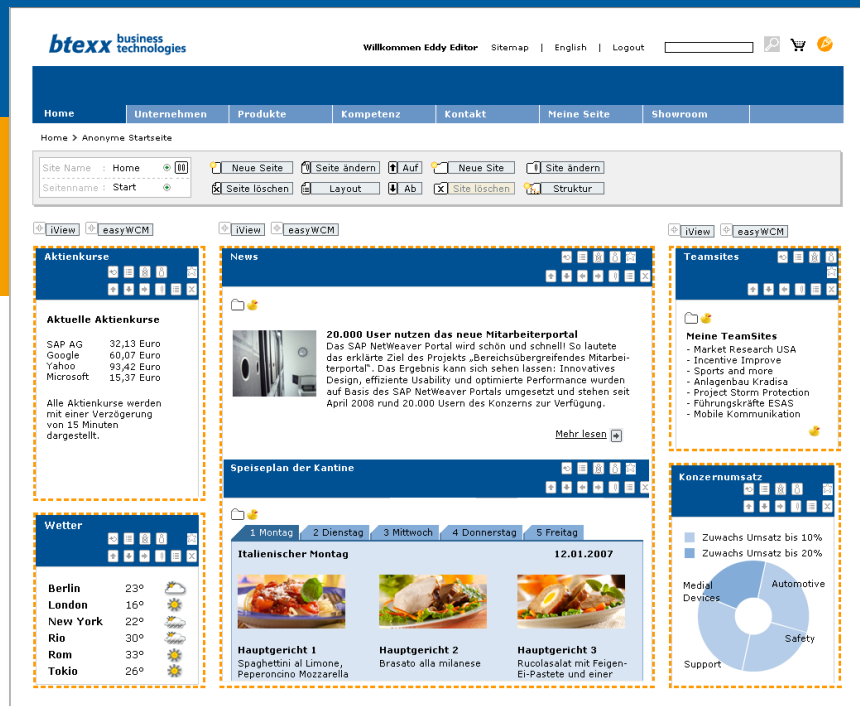 btexx business
technologies
Willkommen Eddy Editor Sitemap | English | Logout
Home Unternehmen Produkte Kompetenz Kontakt Meine Seite Showroom
Home > Anonyme Startseite
Site Name : Home Neue Seite Seite ändern Auf Neue Site Site ändern
Seitenname : Start Seite löschen Layout Ab Site löschen Struktur
iView easyWCM iView easyWCM iView easyWCM
Aktienkurse
Aktuelle Aktienkurse
SAP AG 32,13 Euro
Google 60,07 Euro
Yahoo 93,42 Euro
Microsoft 15,37 Euro
Alle Aktienkurse werden
mit einer Verzögerung
von 15 Minuten
dargestellt.
Wetter
Berlin 23°
London 16°
New York 22°
Rio 30°
Rom 33°
Tokio 26°
News
20.000 User nutzen das neue Mitarbeiterportal
Das SAP NetWeaver Portal wird schön und schnell! So lautete
das erklärte Ziel des Projekts „Bereichsübergreifendes Mitarbei-
terportal“. Das Ergebnis kann sich sehen lassen: Innovatives
Design, effiziente Usability und optimierte Performance wurden
auf Basis des SAP NetWeaver Portals umgesetzt und stehen seit
April 2008 rund 20.000 Usern des Konzerns zur Verfügung.
Mehr lesen
Speiseplan der Kantine
1 Montag 2 Dienstag 3 Mittwoch 4 Donnerstag 5 Freitag
Italienischer Montag 12.01.2007
Hauptgericht 1 Hauptgericht 2 Hauptgericht 3
Spaghettini al Limone, Brasato alla milanese Rucolasalat mit Feigen-
Peperoncino Mozzarella Ei-Pastete und einer
Teamsites
Meine TeamSites
- Market Research USA
- Incentive Improve
- Sports and more
- Anlagenbau Kradisa
- Project Storm Protection
- Führungskräfte ESAS
- Mobile Kommunikation
Konzernumsatz
Zuwachs Umsatz bis 10%
Zuwachs Umsatz bis 20%
Medial
Devices
Automotive
Safety
Support